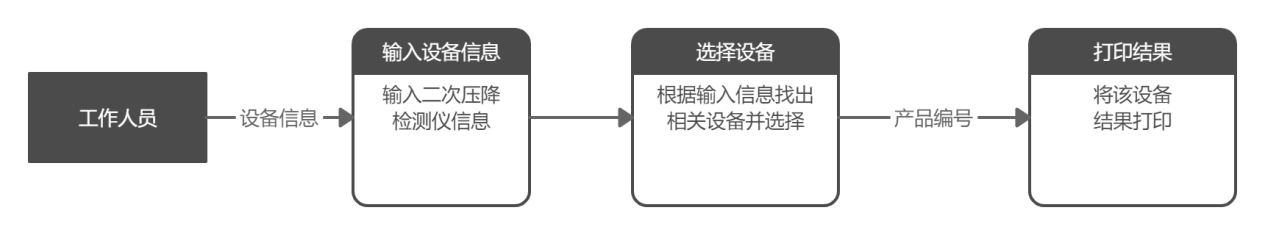 工作人员
设备信息
输入设备信息
输入二次压降
检测仪信息
选择设备
根据输入信息找出
相关设备并选择
产品编号
打印结果
将该设备
结果打印